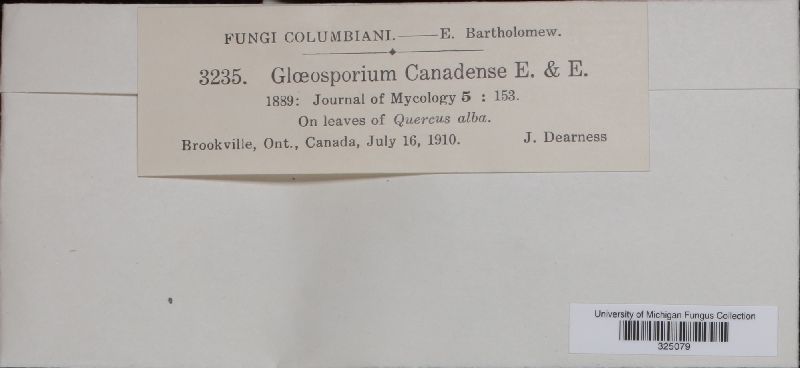 FUNGI COLUMBIANI.——E. Bartholomew.
3235. Glœosporium Canadense E. & E.
1889: Journal of Mycology 5 : 153.
On leaves of Quercus alba.
Brookville, Ont., Canada, July 16, 1910. J. Dearness
University of Michigan Fungus Collection
325079